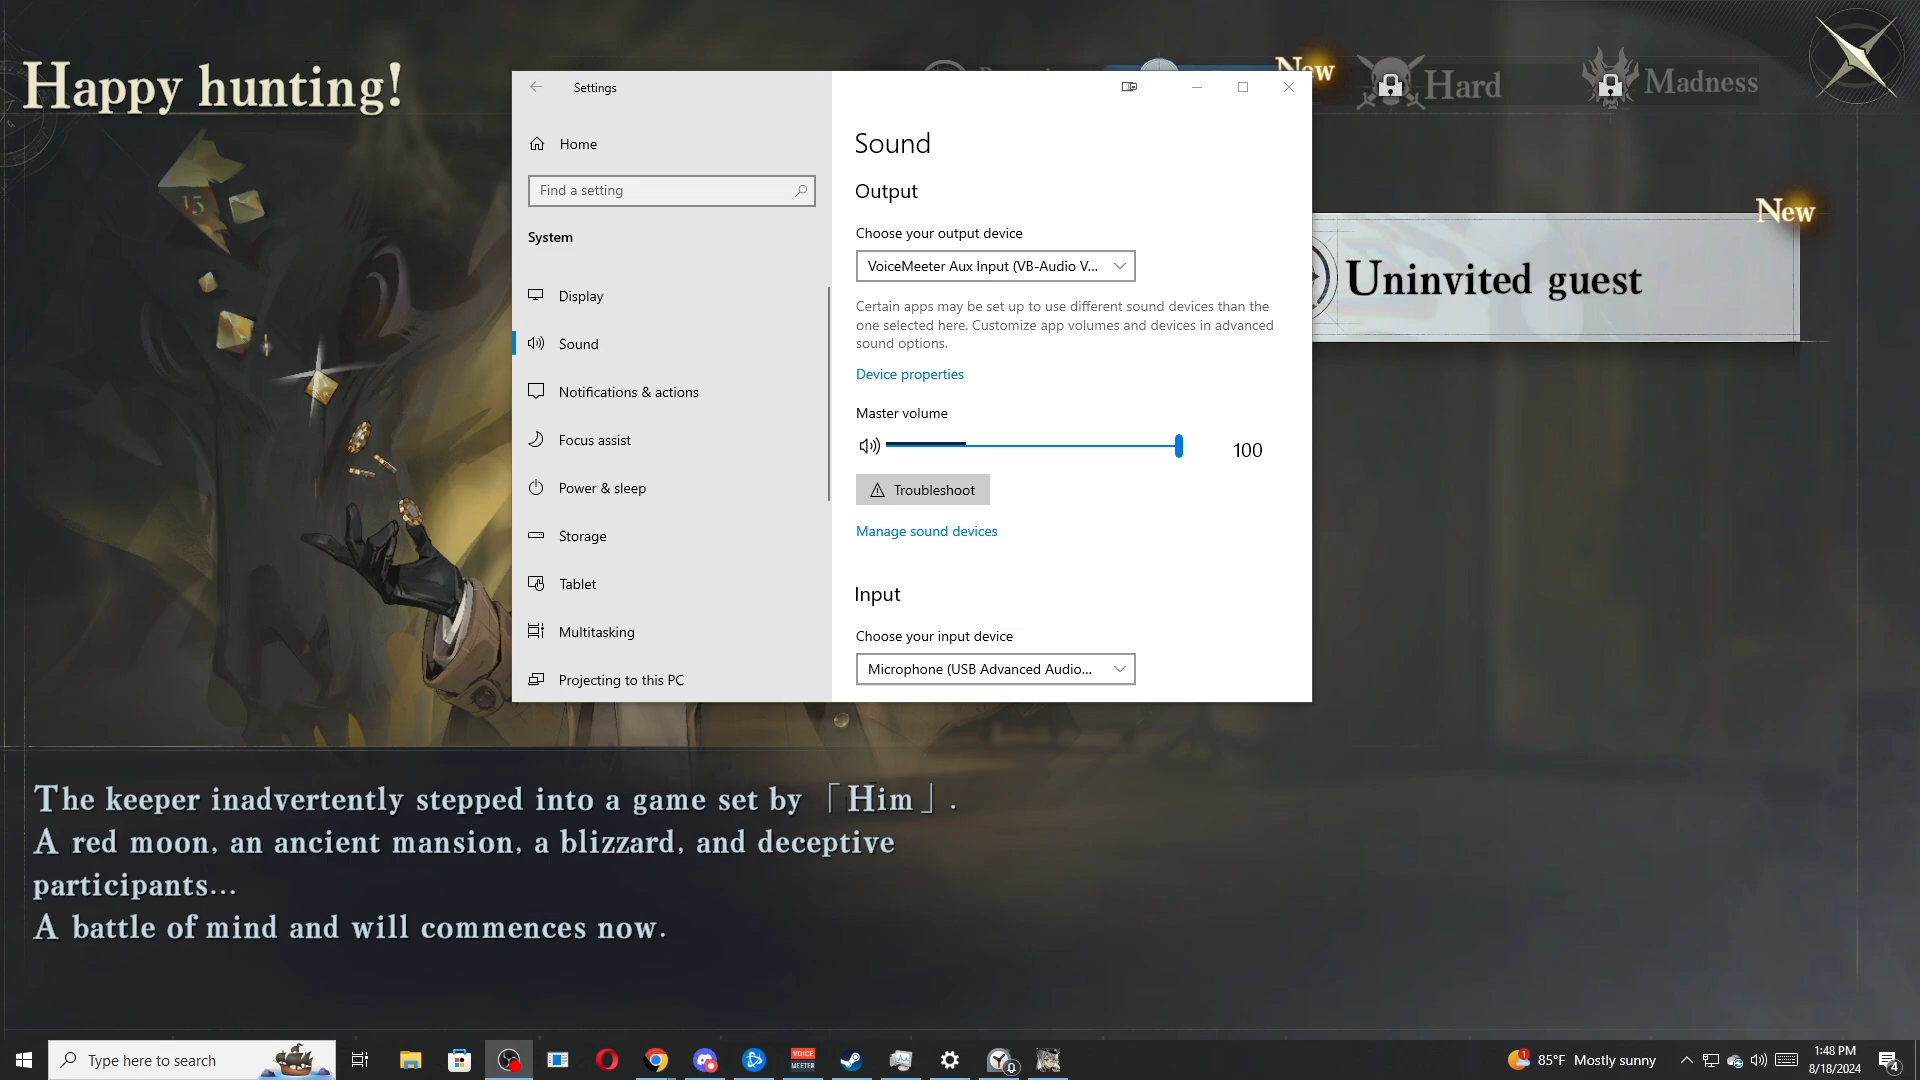 Happy hunting!
New
Hard
Madness
Settings
Home
Find a setting
System
Display
Sound
Notifications & actions
Focus assist
Power & sleep
Storage
Tablet
Multitasking
Projecting to this PC
Sound
Output
Choose your output device
VoiceMeeter Aux Input (VB-Audio V...
Certain apps may be set up to use different sound devices than the
one selected here. Customize app volumes and devices in advanced
sound options.
Device properties
Master volume
100
Troubleshoot
Manage sound devices
Input
Choose your input device
Microphone (USB Advanced Audio...
New
Uninvited guest
15
The keeper inadvertently stepped into a game set by 「Him」.
A red moon, an ancient mansion, a blizzard, and deceptive
participants...
A battle of mind and will commences now.
Type here to search
VOICE
MEETER
0
1
85°F Mostly sunny
1:48 PM
8/18/2024
4